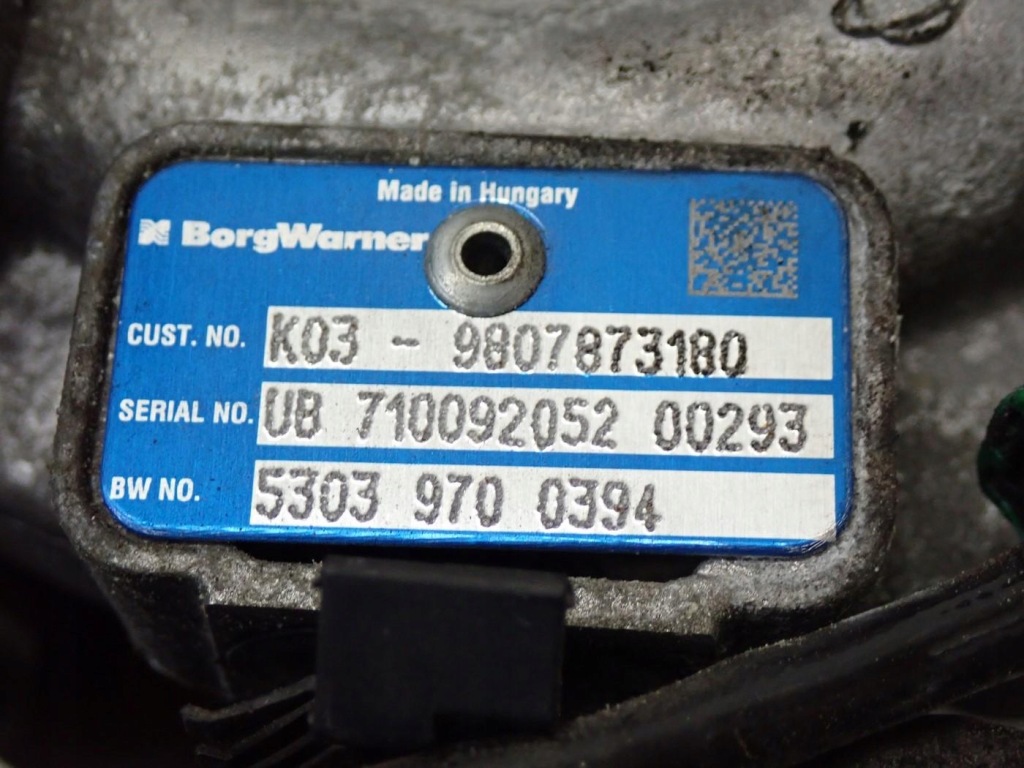 Made in Hungary
BorgWarner
CUST. NO. K03 - 9807873180
SERIAL NO. UB 710092052 00293
BW NO. 5303 970 0394